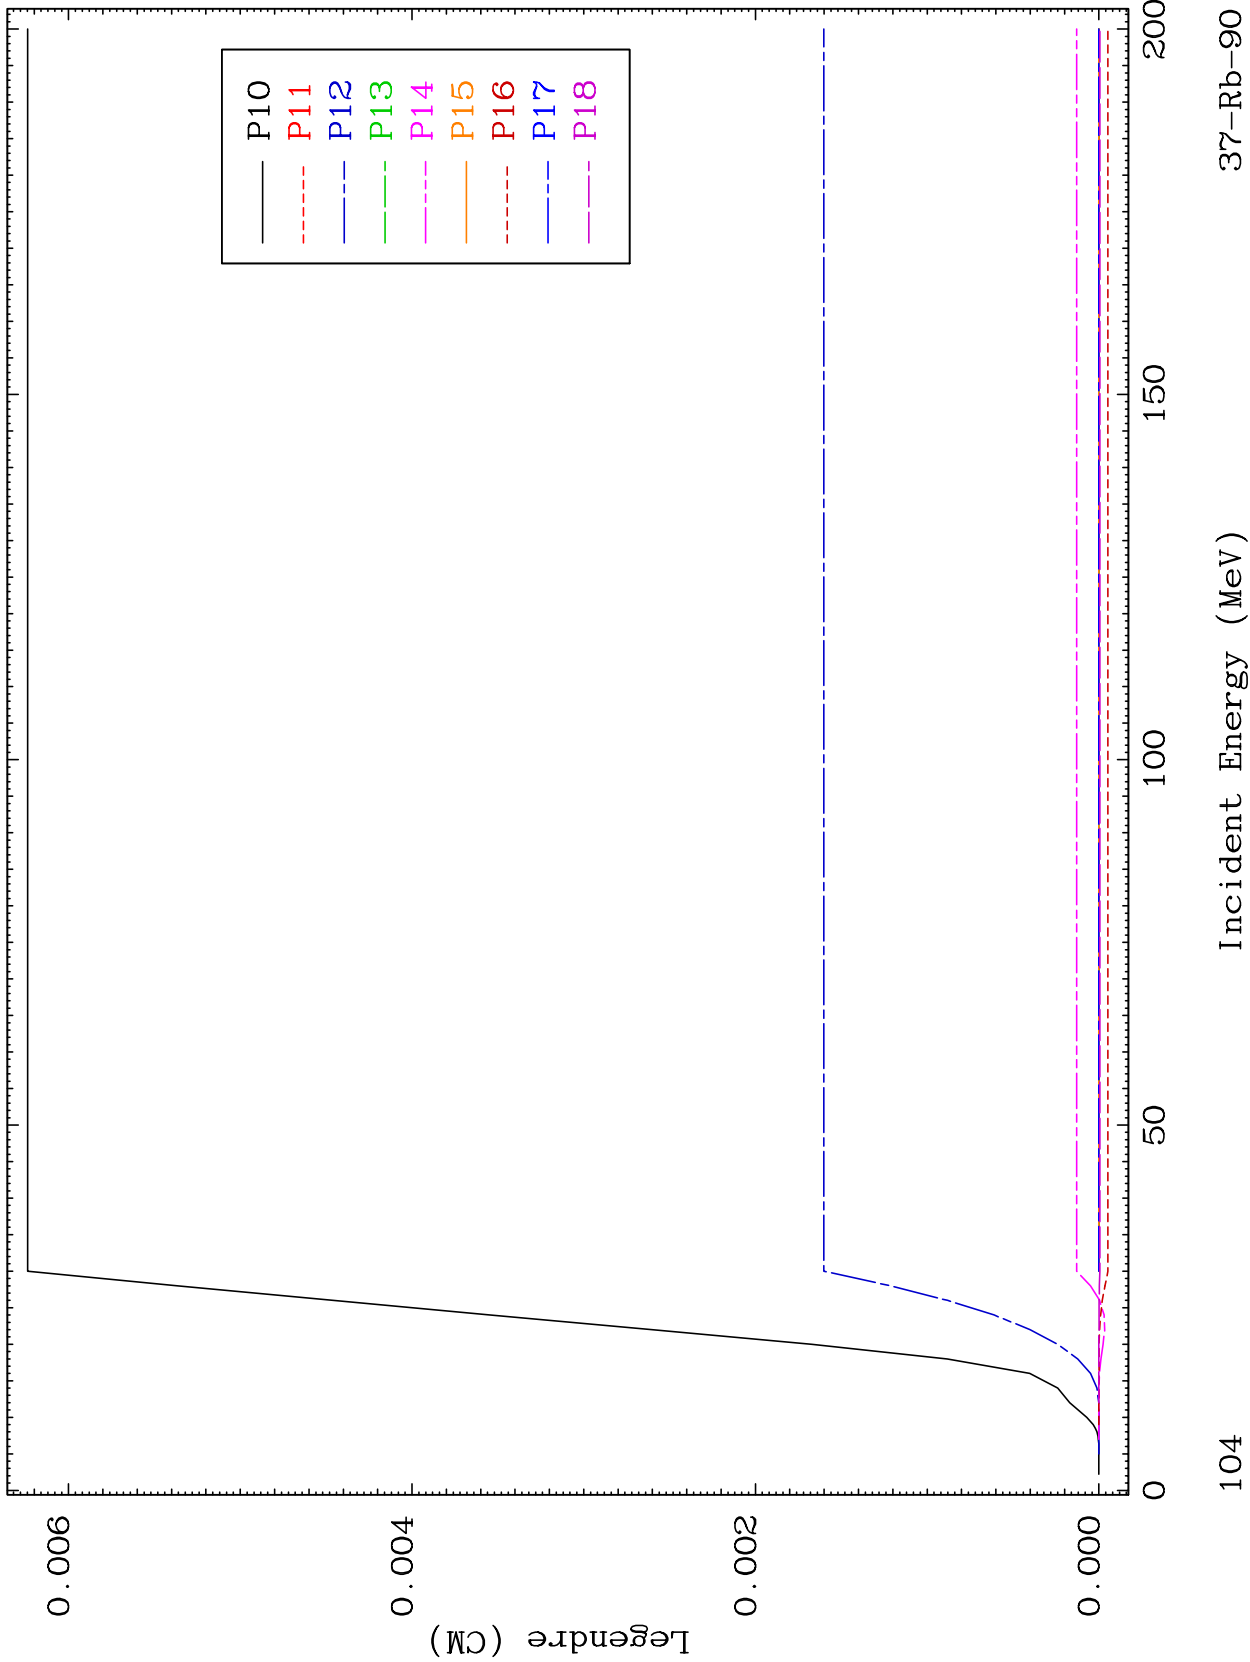 0.006
0.004
0.002
0.000
Legendre (CM)
P10
P11
P12
P13
P14
P15
P16
P17
P18
0
50
100
150
200
Incident Energy (MeV)
104
37-Rb-90